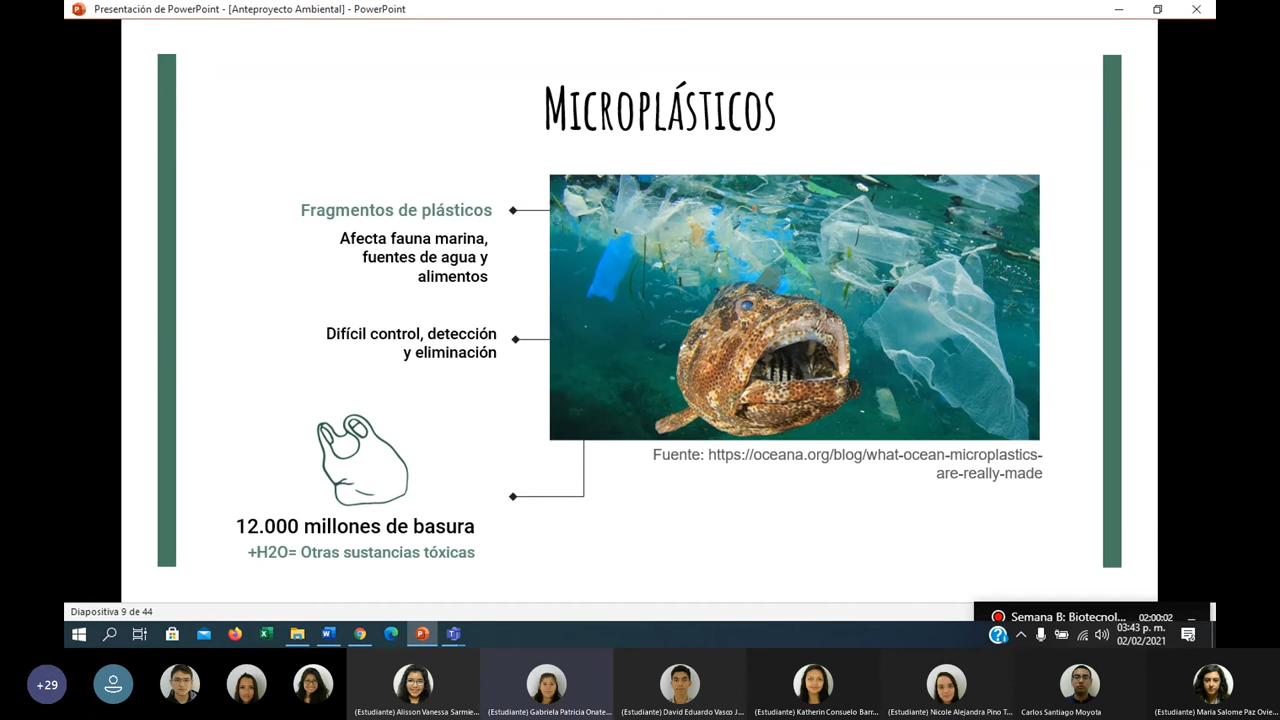 Presentación de PowerPoint - [Anteproyecto Ambiental] - PowerPoint
Microplásticos
Fragmentos de plásticos
Afecta fauna marina,
fuentes de agua y
alimentos
Difícil control, detección
y eliminación
Fuente: https://oceana.org/blog/what-ocean-microplastics-
are-really-made
12.000 millones de basura
+H2O= Otras sustancias tóxicas
Diapositiva 9 de 44
Semana B: Biotecnol...
02:00:02
03:43 p. m.
02/02/2021
+29
(Estudiante) Alisson Vanessa Sarmie...
(Estudiante) Gabriela Patricia Onate...
(Estudiante) David Eduardo Vasco J...
(Estudiante) Katherin Consuelo Barr...
(Estudiante) Nicole Alejandra Pino T...
Carlos Santiago Moyota
(Estudiante) Maria Salome Paz Ovie...